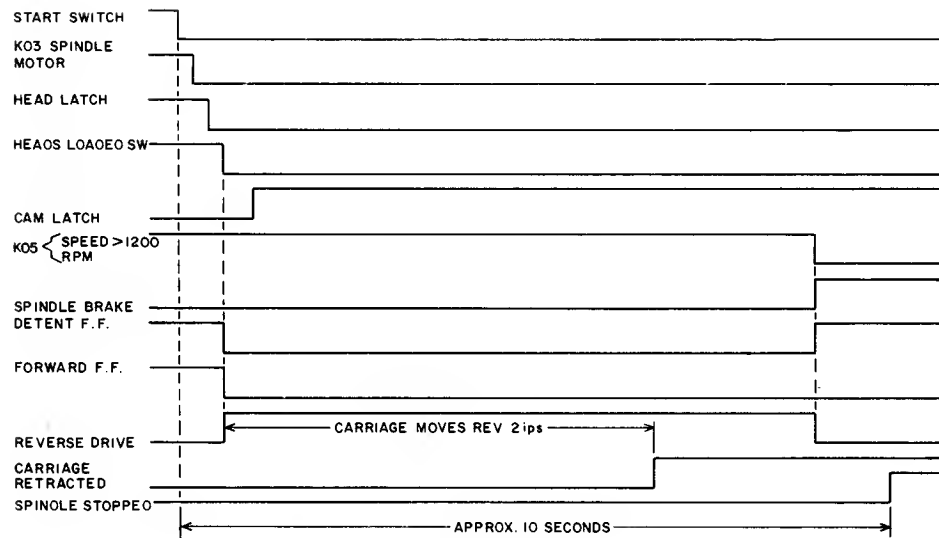 START SWITCH
K03 SPINDLE
MOTOR
HEAD LATCH
HEAOS LOAOEO SW
CAM LATCH
K05 { SPEED > 1200
RPM
SPINDLE BRAKE
DETENT F.F.
FORWARD F.F.
CARRIAGE MOVES REV 2ips
REVERSE DRIVE
CARRIAGE
RETRACTED
SPINOLE STOPPEO
APPROX. 10 SECONDS